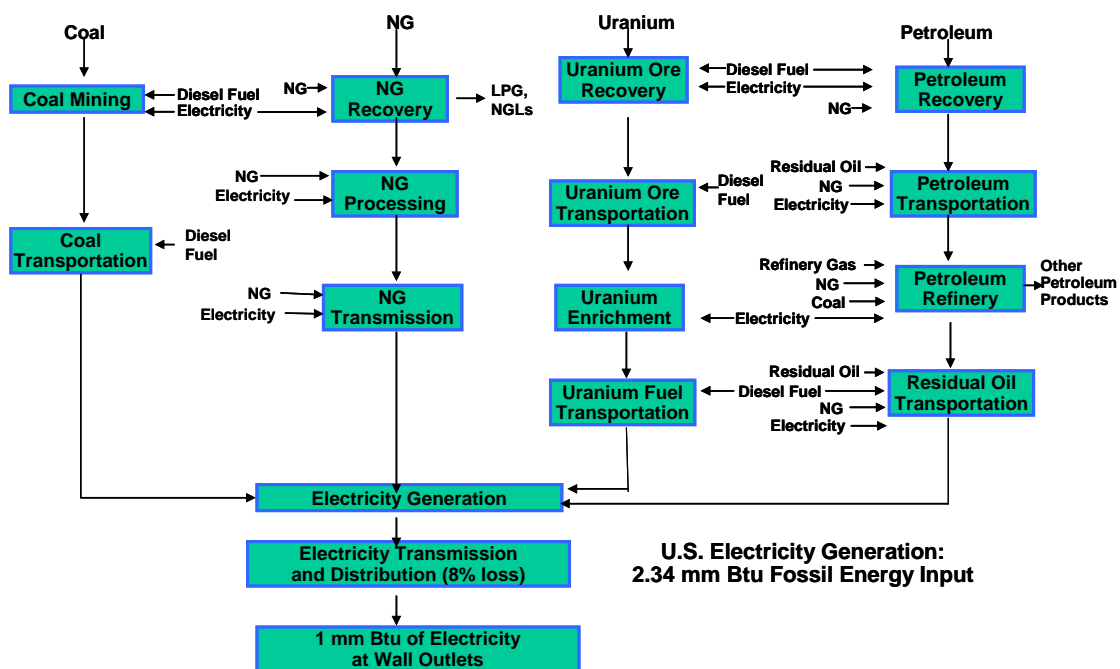 Coal
NG
Uranium
Petroleum
Coal Mining
Diesel Fuel
Electricity
NG
NG
Recovery
LPG,
NGLs
Uranium Ore
Recovery
Diesel Fuel
Electricity
NG
Petroleum
Recovery
NG
Electricity
NG
Processing
Uranium Ore
Transportation
Diesel
Fuel
Residual Oil
NG
Electricity
Petroleum
Transportation
Coal
Transportation
Diesel
Fuel
NG
Electricity
NG
Transmission
Uranium
Enrichment
Refinery Gas
NG
Coal
Electricity
Petroleum
Refinery
Other
Petroleum
Products
Uranium Fuel
Transportation
Residual Oil
Diesel Fuel
NG
Electricity
Residual Oil
Transportation
Electricity Generation
Electricity Transmission
and Distribution (8% loss)
U.S. Electricity Generation:
2.34 mm Btu Fossil Energy Input
1 mm Btu of Electricity
at Wall Outlets